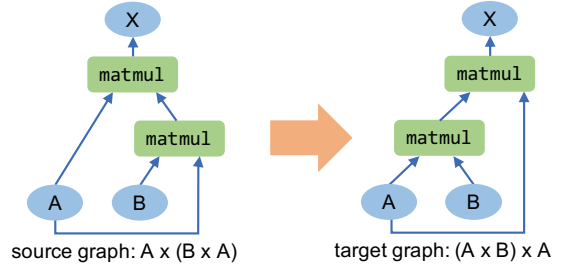 X
X
matmul
matmul
matmul
matmul
A
B
A
B
source graph: A x (B x A)
target graph: (A x B) x A